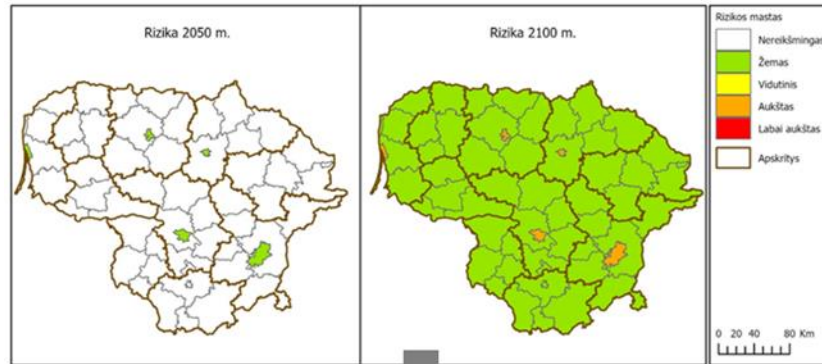 Rizika 2050 m.
Rizika 2100 m.
Rizikos mastas
Nereikšmingas
Žemas
Vidutinis
Aukštas
Labai aukštas
Apskritys
0 20 40 80 Km